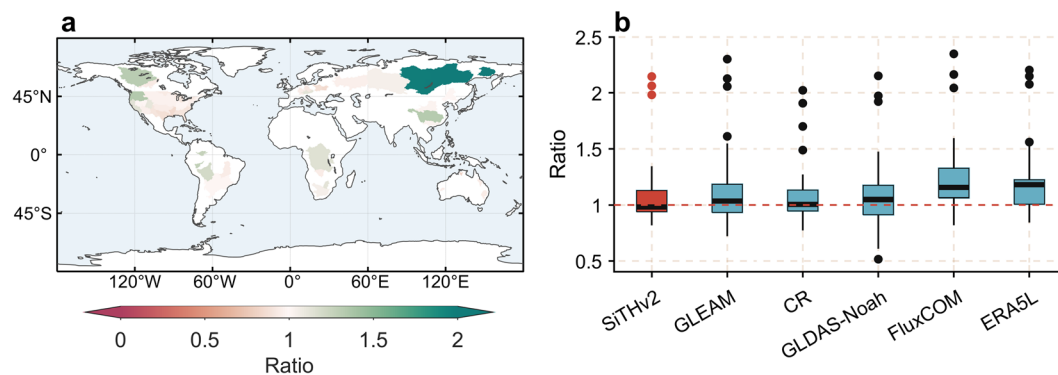 a
45°N
0°
45°S
120°W 60°W 0° 60°E 120°E
0 0.5 1 1.5 2
Ratio
b
Ratio
2.5
2
1.5
1
0.5
SiTHv2 GLEAM CR GLDAS-Noah FluxCOM ERA5L